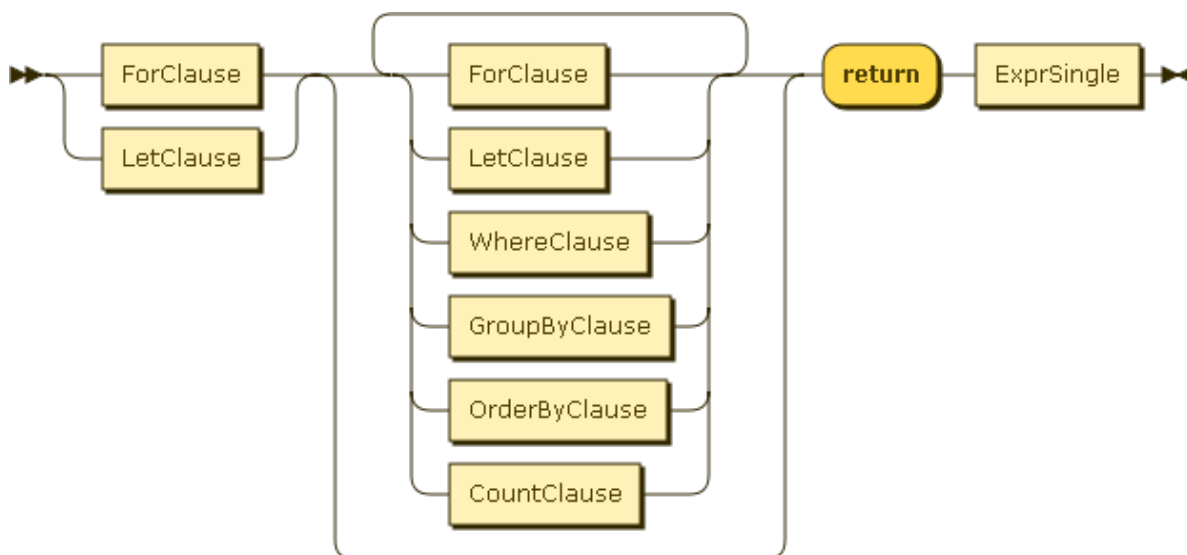 ForClause ForClause return ExprSingle
LetClause LetClause
WhereClause
GroupByClause
OrderByClause
CountClause